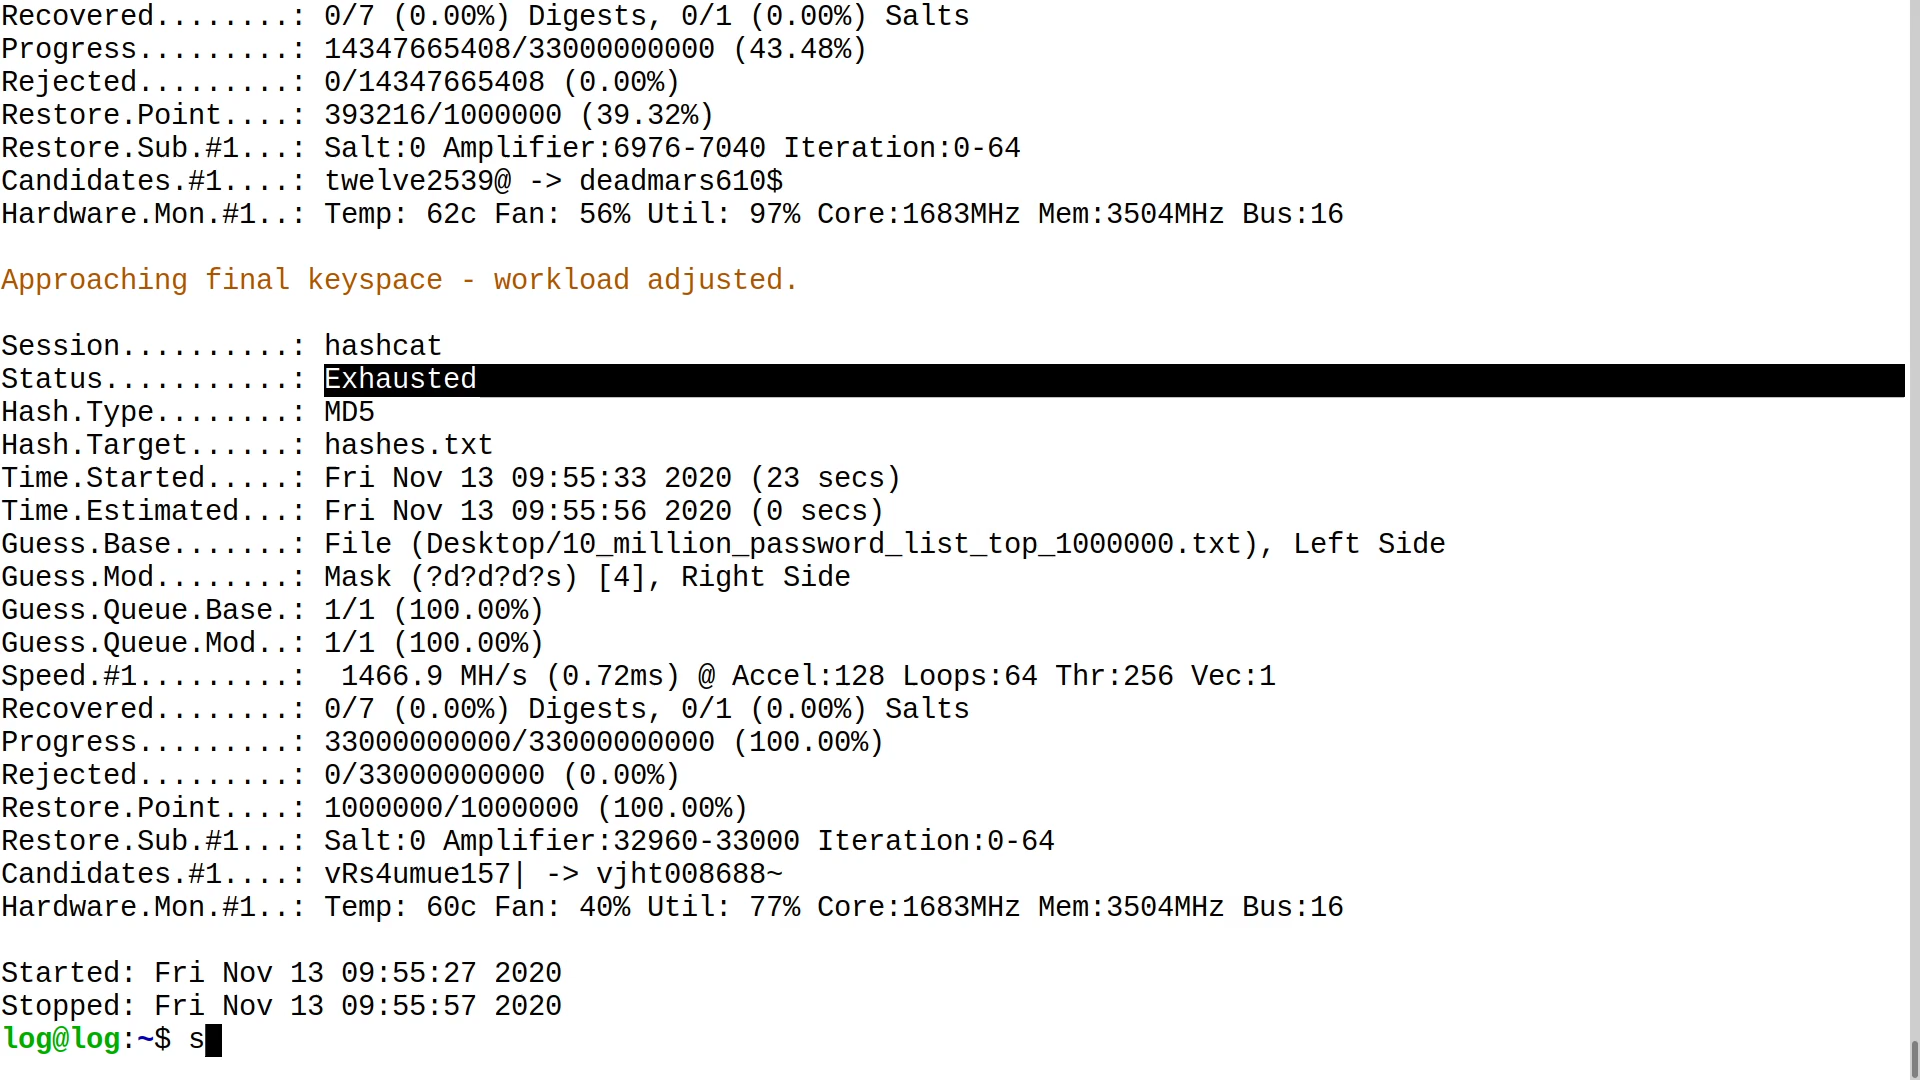 Recovered........: 0/7 (0.00%) Digests, 0/1 (0.00%) Salts
Progress.........: 14347665408/33000000000 (43.48%)
Rejected.........: 0/14347665408 (0.00%)
Restore.Point....: 393216/1000000 (39.32%)
Restore.Sub.#1...: Salt:0 Amplifier:6976-7040 Iteration:0-64
Candidates.#1....: twelve2539@ -> deadmars610$
Hardware.Mon.#1..: Temp: 62c Fan: 56% Util: 97% Core:1683MHz Mem:3504MHz Bus:16
Approaching final keyspace - workload adjusted.
Session..........: hashcat
Status...........: Exhausted
Hash.Type........: MD5
Hash.Target......: hashes.txt
Time.Started.....: Fri Nov 13 09:55:33 2020 (23 secs)
Time.Estimated...: Fri Nov 13 09:55:56 2020 (0 secs)
Guess.Base.......: File (Desktop/10_million_password_list_top_1000000.txt), Left Side
Guess.Mod........: Mask (?d?d?d?s) [4], Right Side
Guess.Queue.Base.: 1/1 (100.00%)
Guess.Queue.Mod..: 1/1 (100.00%)
Speed.#1.........:  1466.9 MH/s (0.72ms) @ Accel:128 Loops:64 Thr:256 Vec:1
Recovered........: 0/7 (0.00%) Digests, 0/1 (0.00%) Salts
Progress.........: 33000000000/33000000000 (100.00%)
Rejected.........: 0/33000000000 (0.00%)
Restore.Point....: 1000000/1000000 (100.00%)
Restore.Sub.#1...: Salt:0 Amplifier:32960-33000 Iteration:0-64
Candidates.#1....: vRs4umue157| -> vjht008688~
Hardware.Mon.#1..: Temp: 60c Fan: 40% Util: 77% Core:1683MHz Mem:3504MHz Bus:16
Started: Fri Nov 13 09:55:27 2020
Stopped: Fri Nov 13 09:55:57 2020
log@log:~$ s